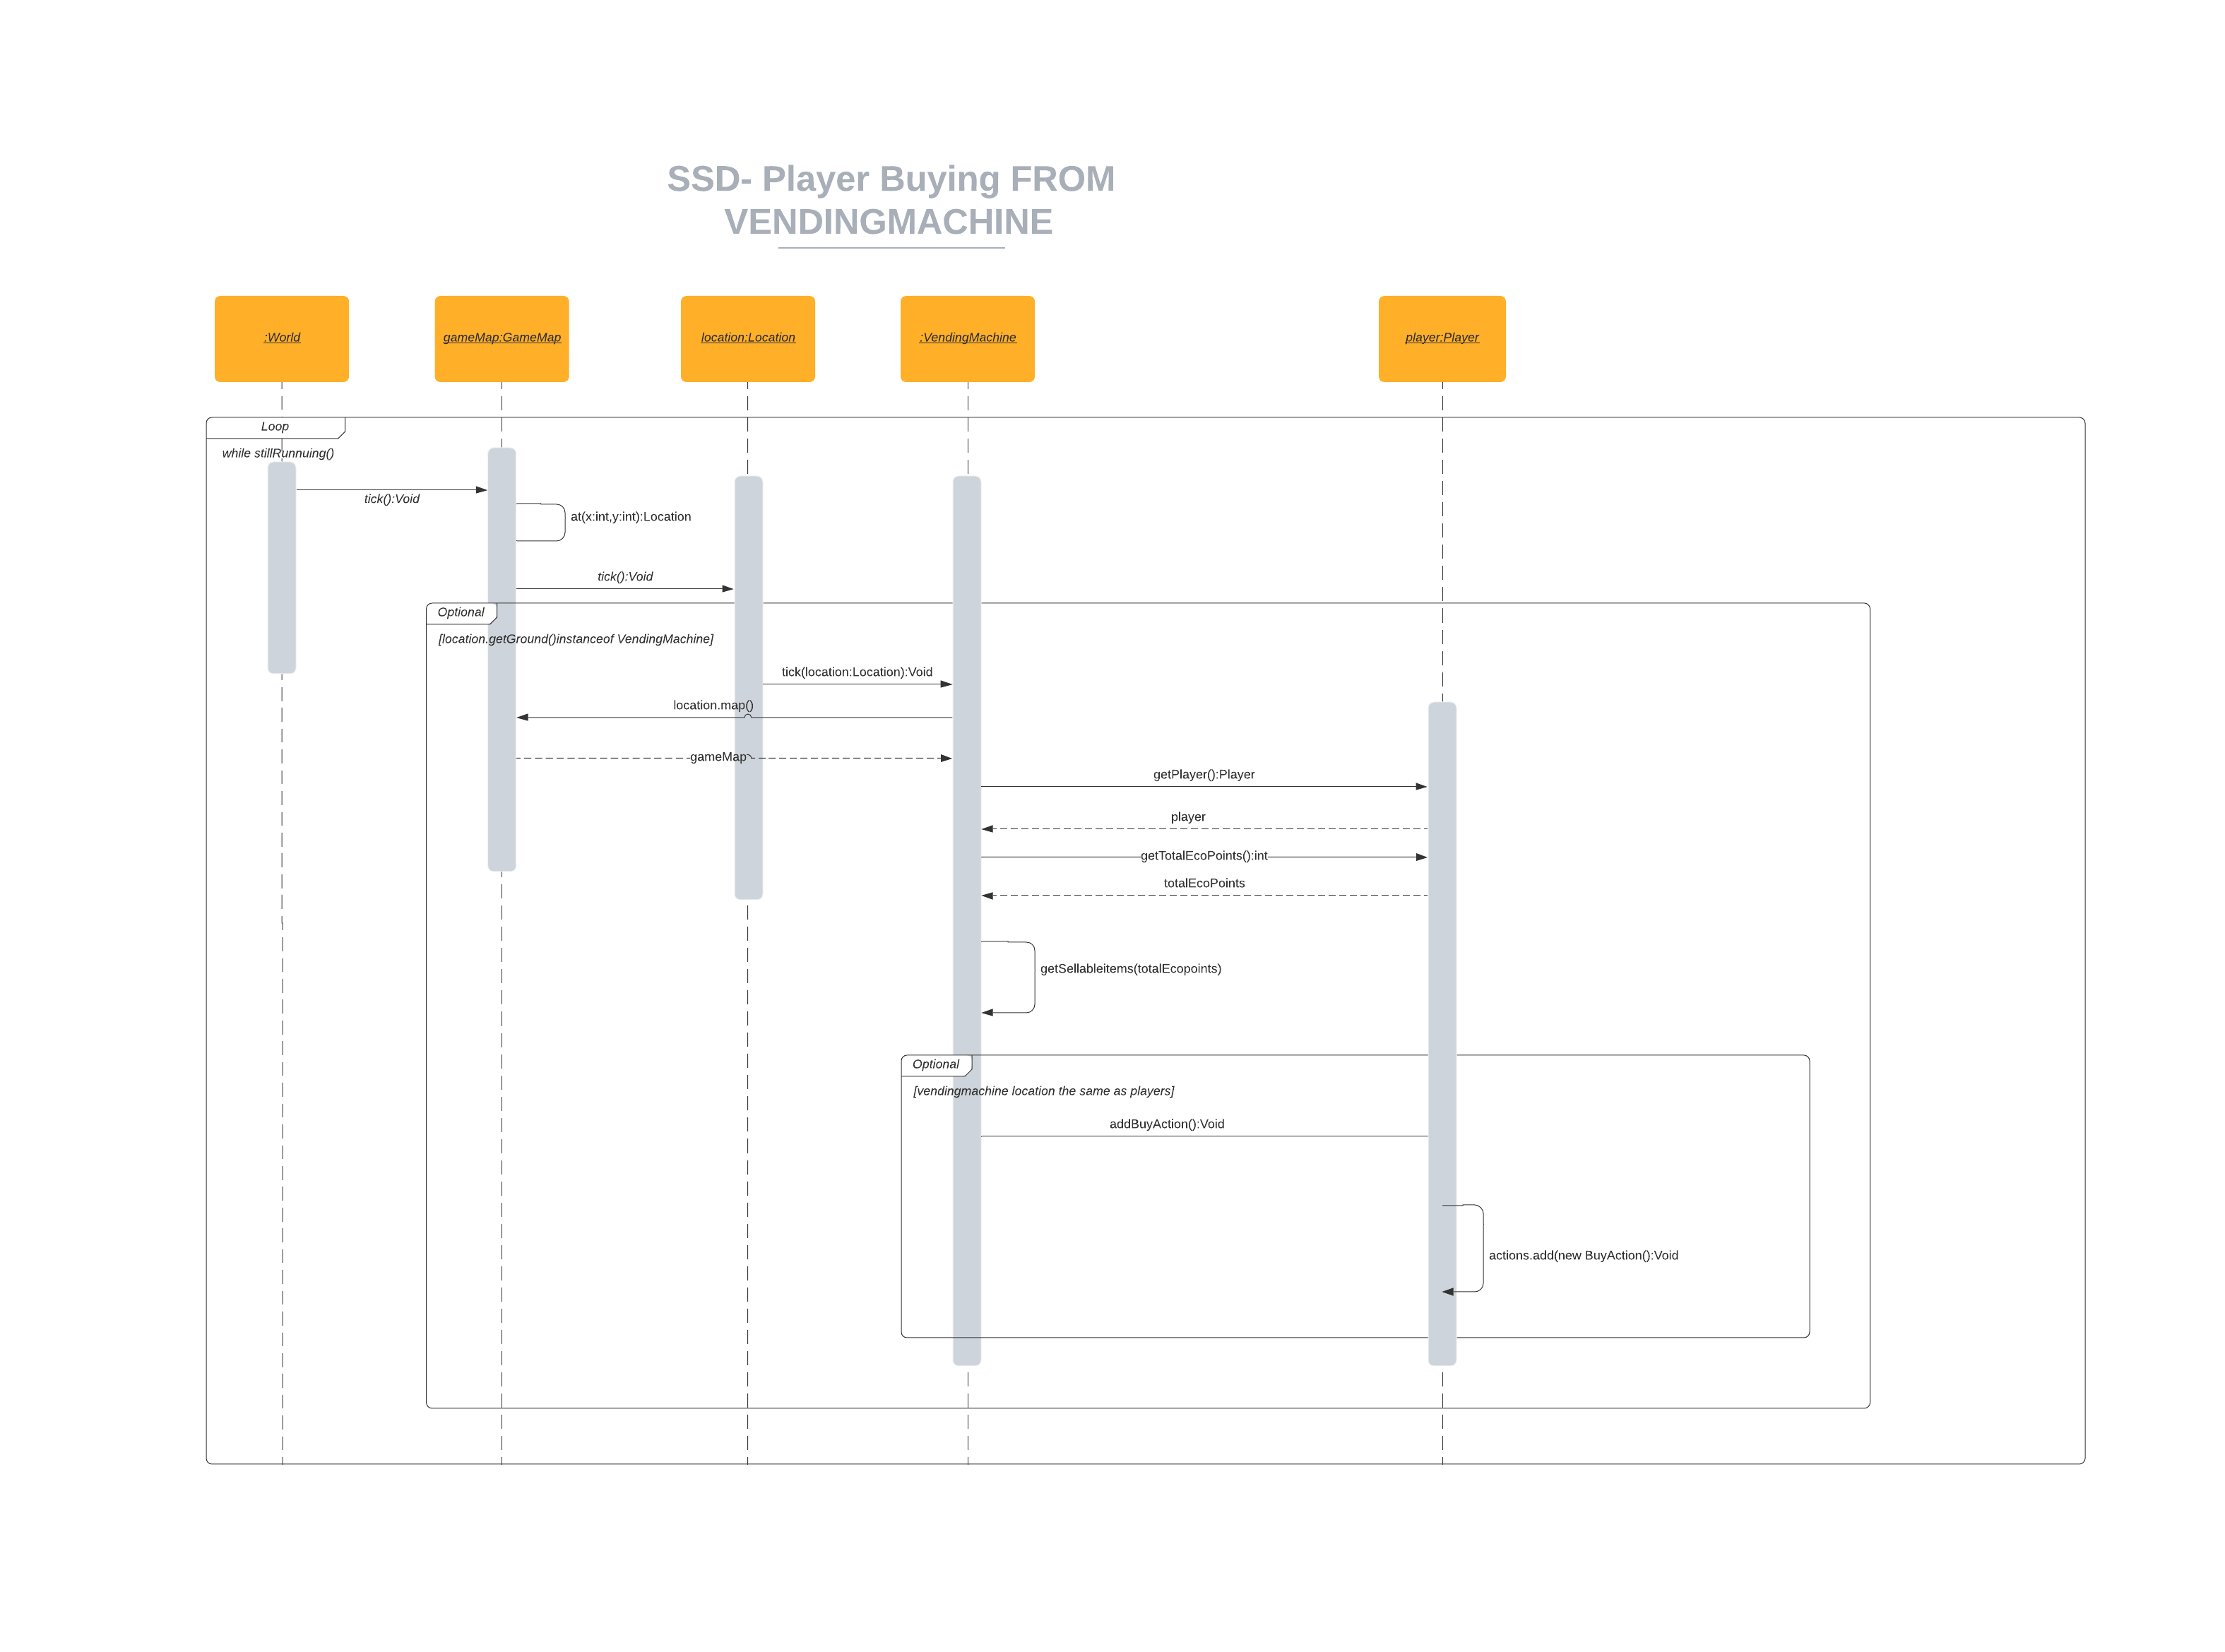 SSD- Player Buying FROM
VENDINGMACHINE
:World
gameMap:GameMap
location:Location
:VendingMachine
player:Player
Loop
while stillRunnuing()
tick():Void
at(x:int,y:int):Location
tick():Void
Optional
[location.getGround()instanceof VendingMachine]
tick(location:Location):Void
location.map()
gameMap
getPlayer():Player
player
getTotalEcoPoints():int
totalEcoPoints
getSellableitems(totalEcopoints)
Optional
[vendingmachine location the same as players]
addBuyAction():Void
actions.add(new BuyAction():Void